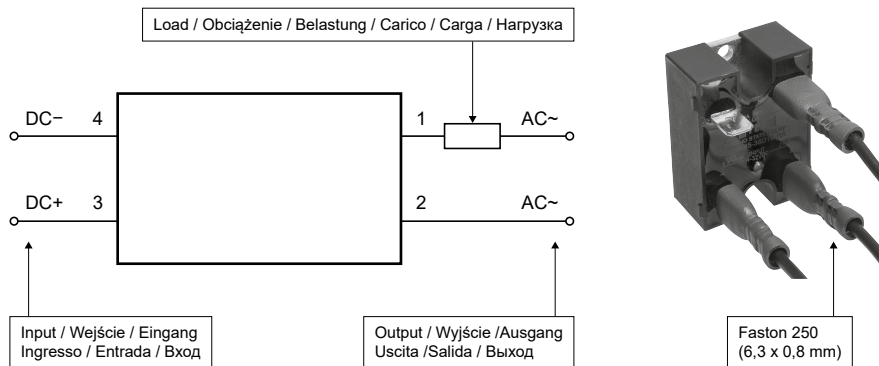 Load / Obciążenie / Belastung / Carico / Carga / Нагрузка
DC− 4
1 AC~
DC+ 3
2 AC~
Input / Wejście / Eingang
Ingresso / Entrada / Вход
Output / Wyjście /Ausgang
Uscita /Salida / Выход
Faston 250
(6,3 x 0,8 mm)